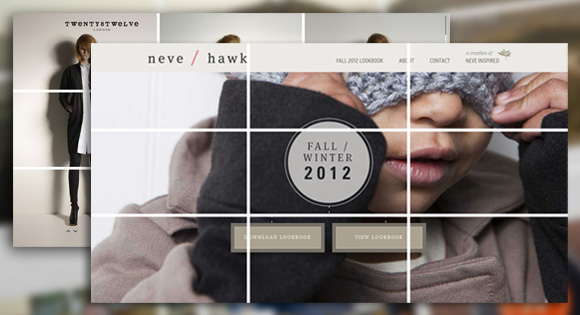 TWENTY8TWELVE
LONDON
neve / hawk
FALL 2012 LOOKBOOK ABOUT CONTACT
A creation of
NEVE INSPIRED
FALL /
WINTER
2012
DOWNLOAD LOOKBOOK VIEW LOOKBOOK